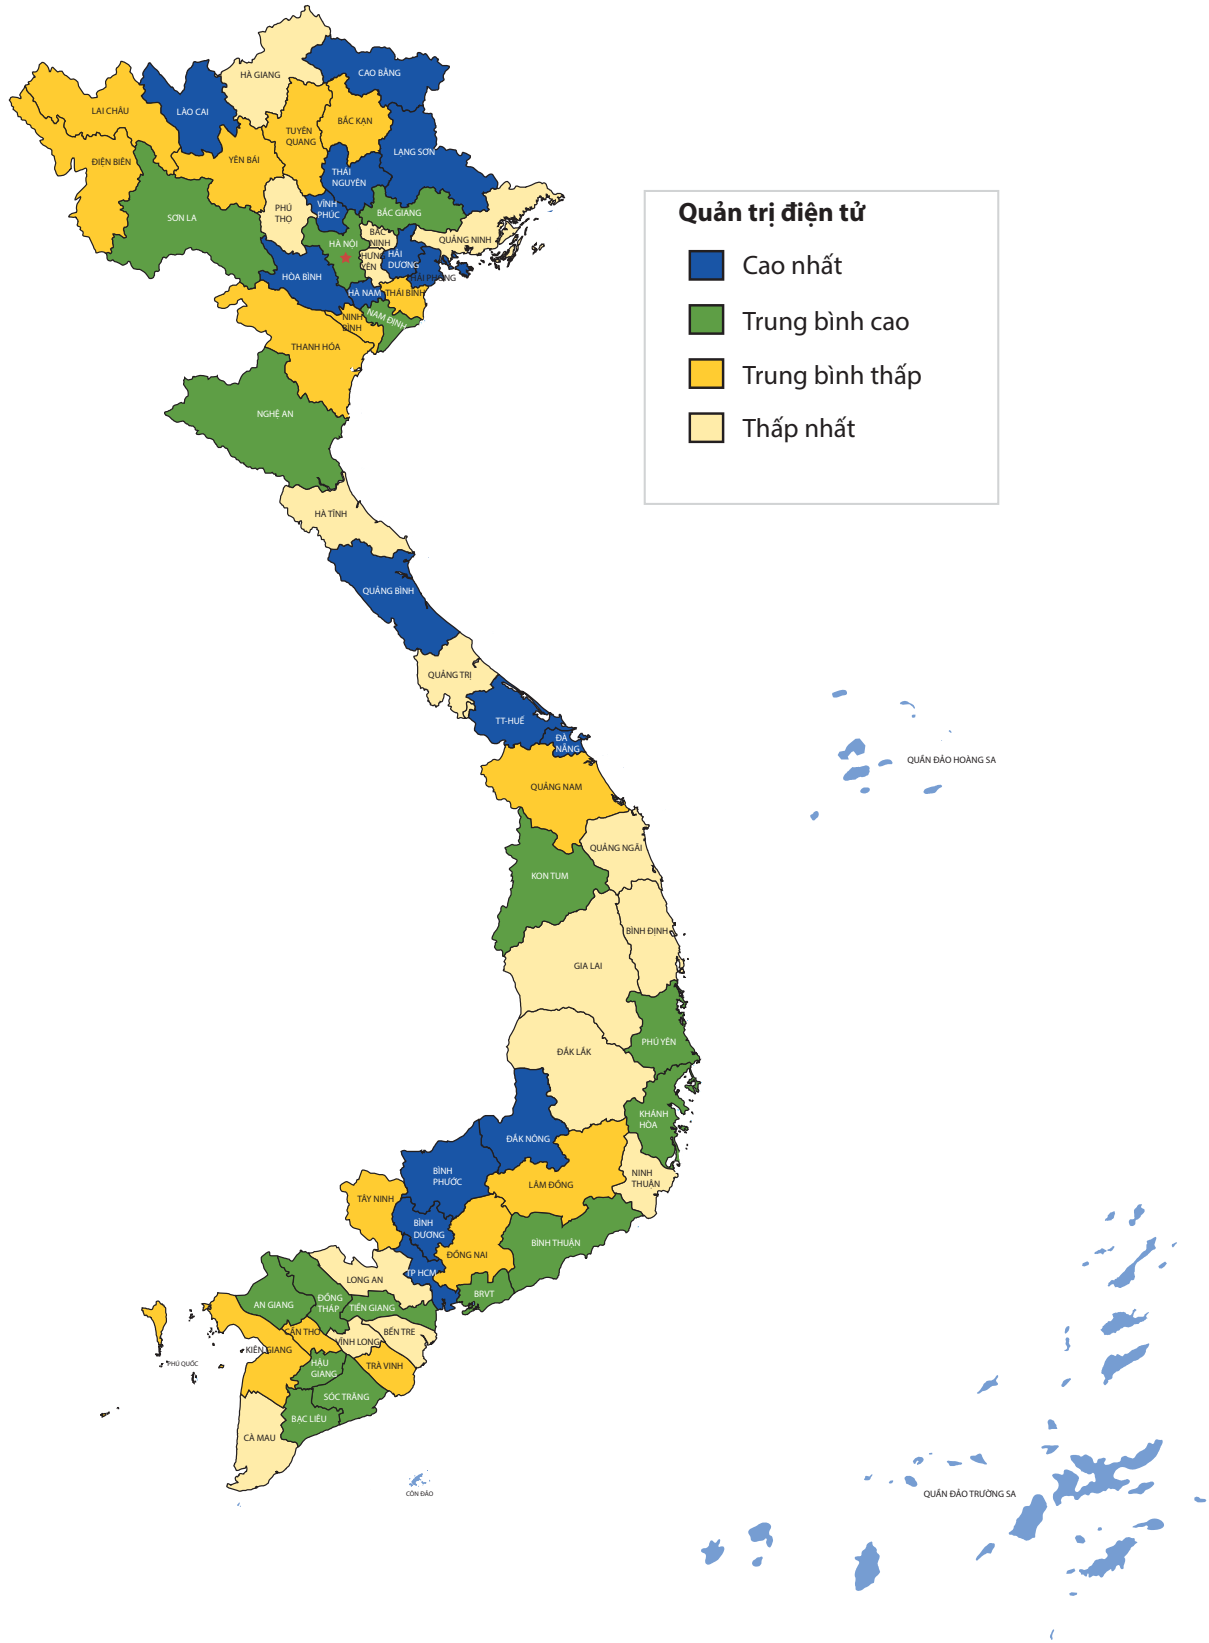 Quản trị điện tử
Cao nhất
Trung bình cao
Trung bình thấp
Thấp nhất
HÀ GIANG
CAO BẰNG
LAI CHÂU
LÀO CAI
BẮC KẠN
TUYÊN
QUANG
LẠNG SƠN
ĐIỆN BIÊN
YÊN BÁI
THÁI
NGUYÊN
SƠN LA
PHÚ
THỌ
VĨNH
PHÚC
BẮC GIANG
BẮC
NINH
QUẢNG NINH
HÀ NỘI
HƯNG
YÊN
HẢI
DƯƠNG
HẢI PHÒNG
HÒA BÌNH
HÀ NAM
THÁI BÌNH
NINH
BÌNH
NAM ĐỊNH
THANH HÓA
NGHỆ AN
HÀ TĨNH
QUẢNG BÌNH
QUẢNG TRỊ
TT-HUẾ
ĐÀ
NẴNG
QUẦN ĐẢO HOÀNG SA
QUẢNG NAM
QUẢNG NGÃI
KON TUM
BÌNH ĐỊNH
GIA LAI
PHÚ YÊN
ĐẮK LẮK
KHÁNH
HÒA
ĐẮK NÔNG
BÌNH
PHƯỚC
NINH
THUẬN
LÂM ĐỒNG
TÂY NINH
BÌNH
DƯƠNG
BÌNH THUẬN
ĐỒNG NAI
TP HCM
LONG AN
BRVT
ĐỒNG
THÁP
AN GIANG
TIỀN GIANG
CẦN THƠ
BẾN TRE
VĨNH LONG
KIÊN GIANG
PHÚ QUỐC
HẬU
GIANG
TRÀ VINH
SÓC TRĂNG
BẠC LIÊU
CÀ MAU
CÔN ĐẢO
QUẦN ĐẢO TRƯỜNG SA